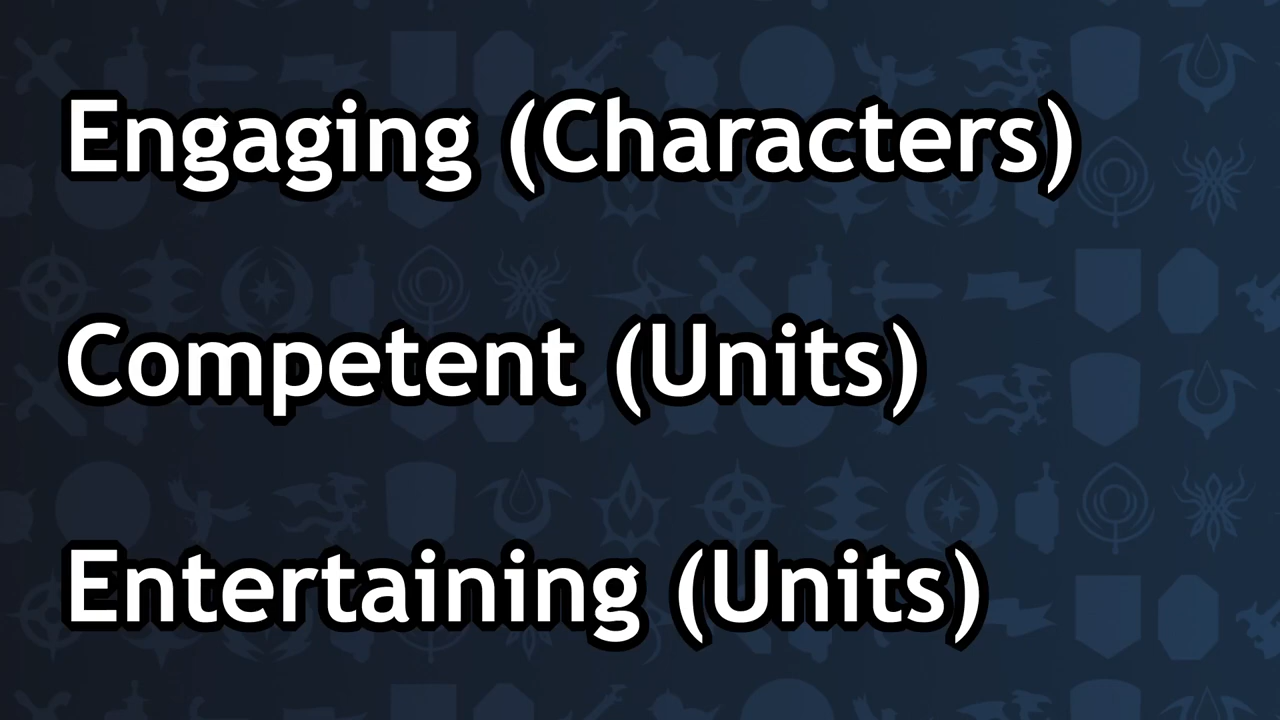 Engaging (Characters)
Competent (Units)
Entertaining (Units)